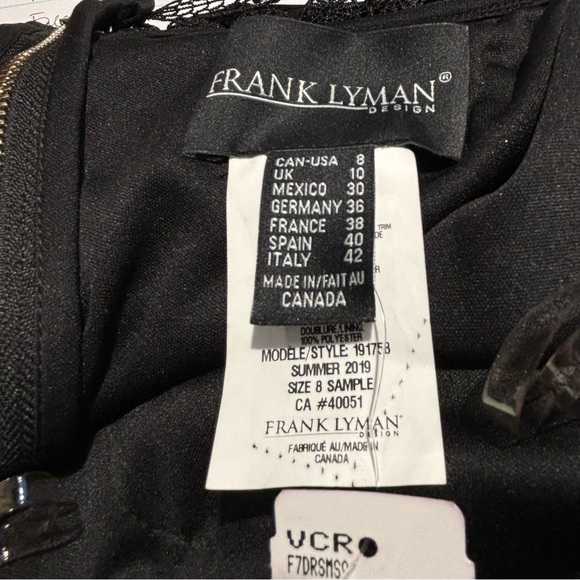 FRANK LYMAN®
DESIGN
CAN-USA 8
UK 10
MEXICO 30
GERMANY 36
FRANCE 38
SPAIN 40
ITALY 42
MADE IN/FAIT AU
CANADA
TRIM
DOUBLURE/LINING
100% POLYESTER
MODÈLE/STYLE: 191758
SUMMER 2019
SIZE 8 SAMPLE
CA #40051
FRANK LYMAN
DESIGN
FABRIQUÉ AU/MADE IN
CANADA
VCR